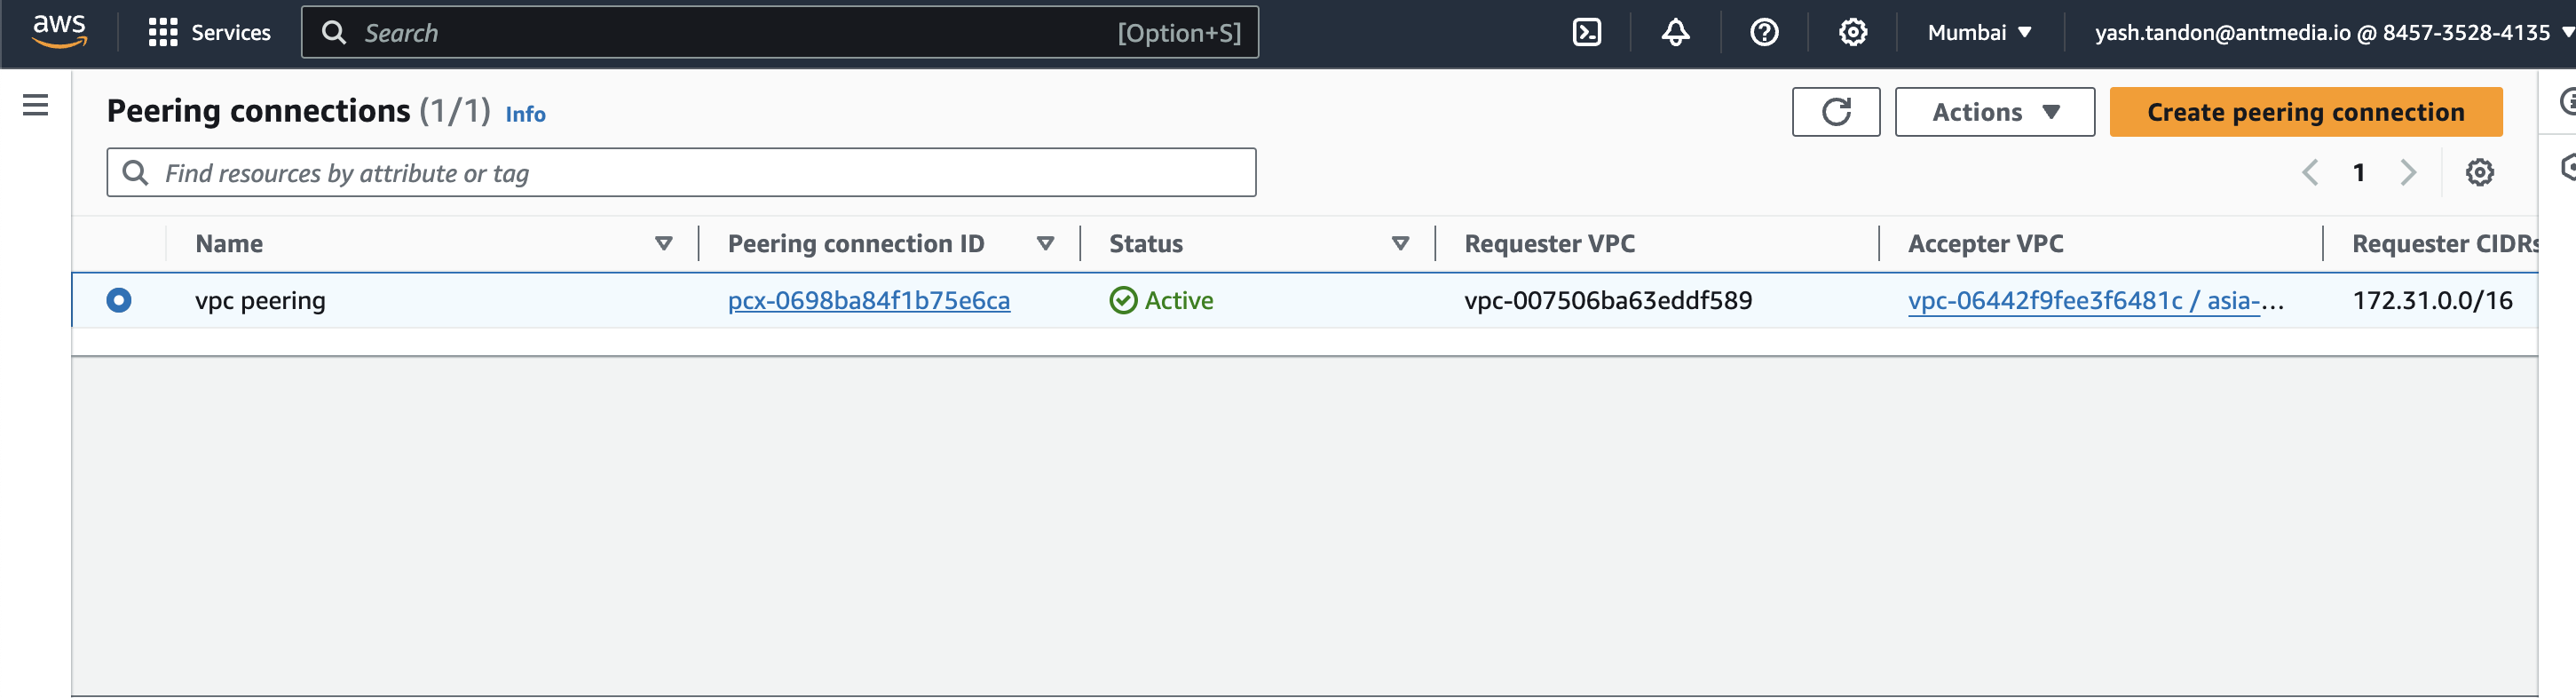 aws Services Search [Option+S] Mumbai yash.tandon@antmedia.io @ 8457-3528-4135
Peering connections (1/1) Info Actions Create peering connection
Find resources by attribute or tag 1
Name Peering connection ID Status Requester VPC Accepter VPC Requester CIDRs
vpc peering pcx-0698ba84f1b75e6ca Active vpc-007506ba63eddf589 vpc-06442f9fee3f6481c / asia-... 172.31.0.0/16